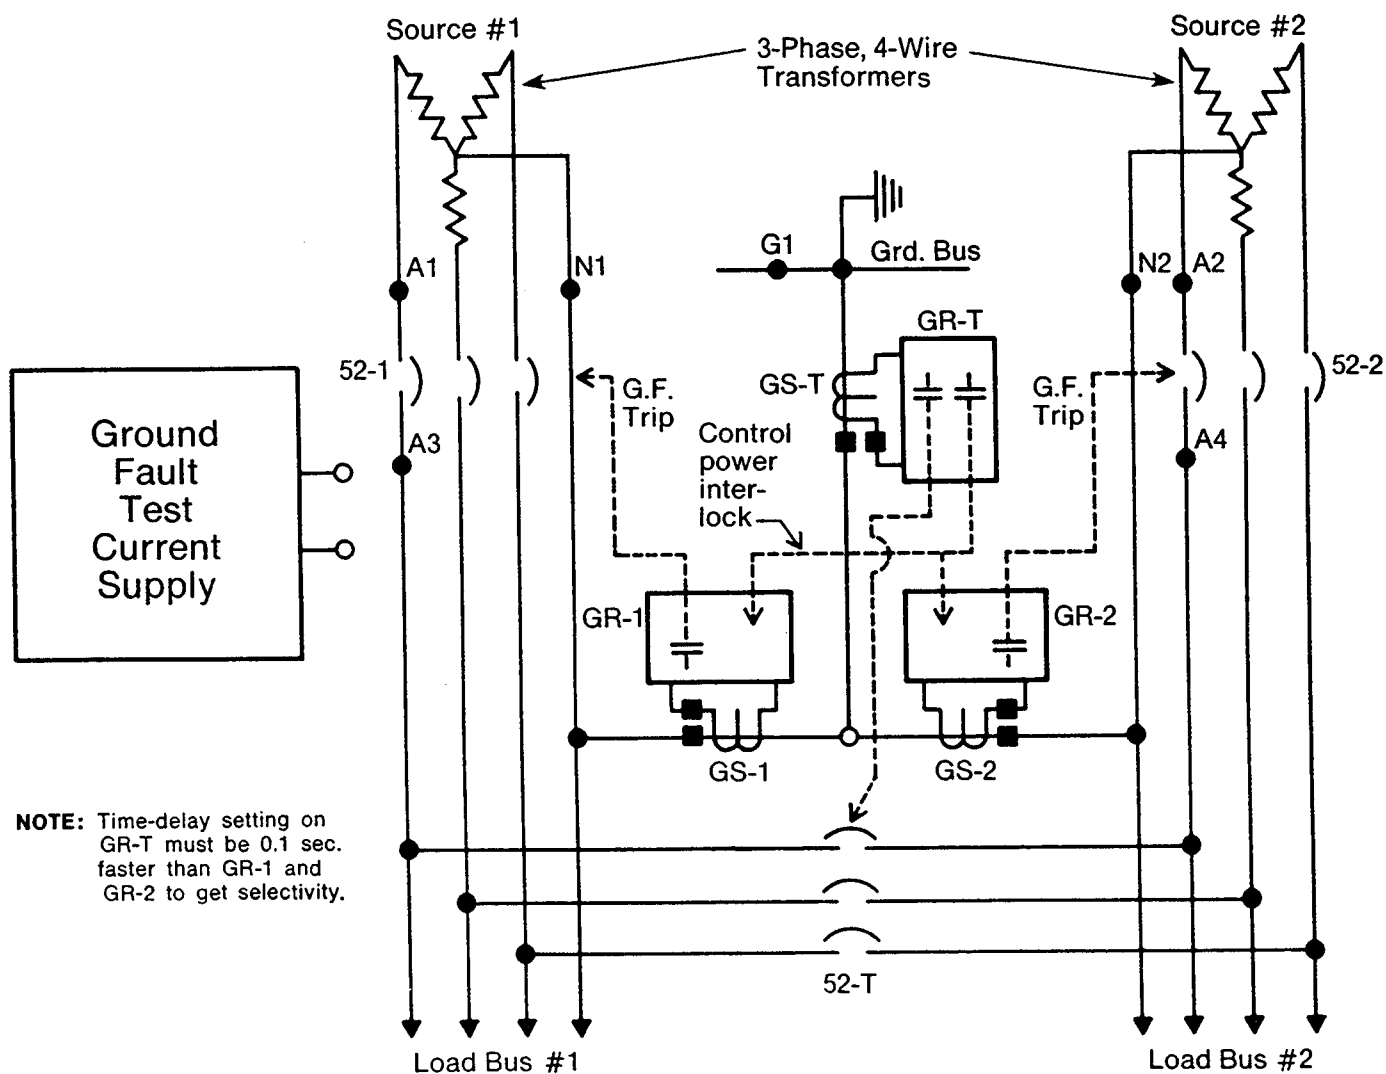 Source #1
Source #2
3-Phase, 4-Wire
Transformers
G1
Grd. Bus
A1
N1
N2
A2
GR-T
52-1
GS-T
G.F.
Trip
G.F.
Trip
52-2
Ground
Fault
Test
Current
Supply
A3
Control
power
inter-
lock
A4
GR-1
GR-2
GS-1
GS-2
NOTE: Time-delay setting on
GR-T must be 0.1 sec.
faster than GR-1 and
GR-2 to get selectivity.
52-T
Load Bus #1
Load Bus #2